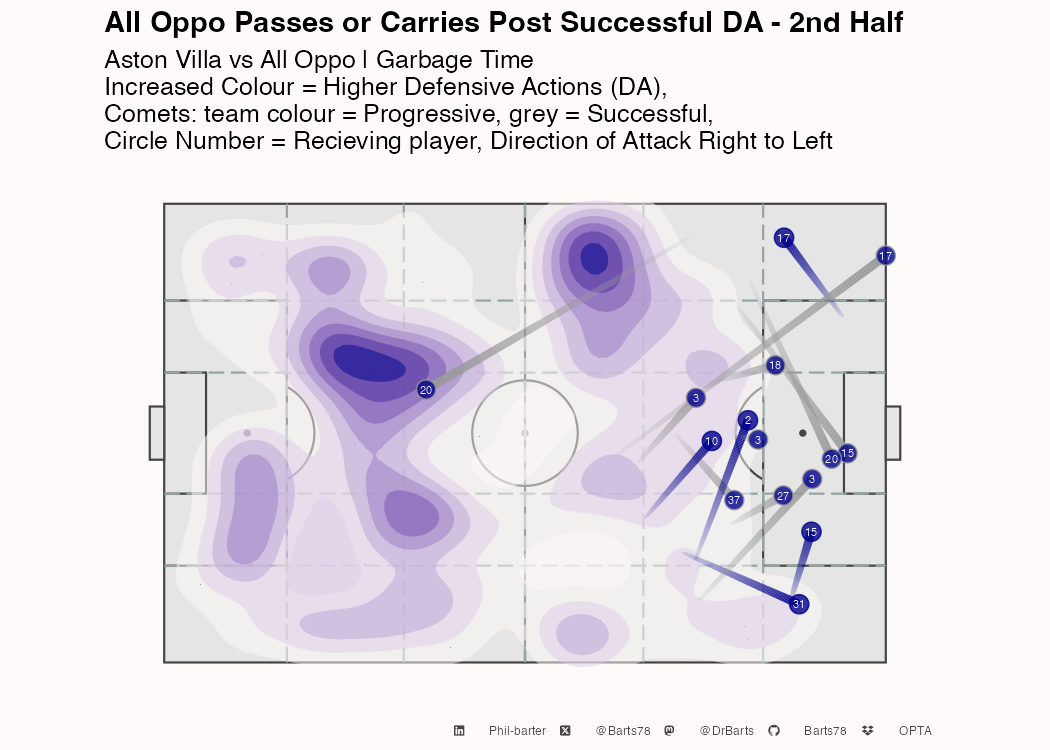 All Oppo Passes or Carries Post Successful DA - 2nd Half
Aston Villa vs All Oppo | Garbage Time
Increased Colour = Higher Defensive Actions (DA),
Comets: team colour = Progressive, grey = Successful,
Circle Number = Recieving player, Direction of Attack Right to Left
17
17
18
20
3
2
3
10
15
20
3
27
37
15
31
Phil-barter @Barts78 @DrBarts Barts78 OPTA